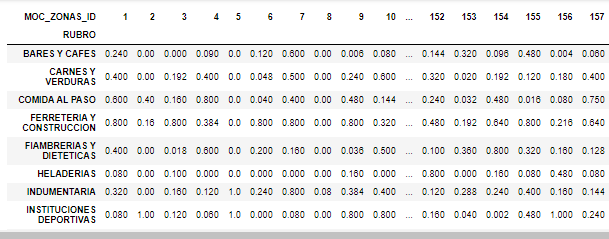 MOC_ZONAS_ID 1 2 3 4 5 6 7 8 9 10 ... 152 153 154 155 156 157
RUBRO
BARES Y CAFES 0.240 0.00 0.000 0.090 0.0 0.120 0.600 0.00 0.006 0.080 ... 0.144 0.320 0.096 0.480 0.004 0.060
CARNES Y
VERDURAS 0.400 0.00 0.192 0.400 0.0 0.048 0.500 0.00 0.240 0.600 ... 0.320 0.020 0.192 0.120 0.180 0.400
COMIDA AL PASO 0.600 0.40 0.160 0.800 0.0 0.040 0.400 0.00 0.480 0.144 ... 0.240 0.032 0.480 0.016 0.080 0.750
FERRETERIA Y
CONSTRUCCION 0.800 0.16 0.800 0.384 0.0 0.800 0.800 0.00 0.800 0.320 ... 0.480 0.192 0.640 0.800 0.216 0.640
FIAMBRERIAS Y
DIETETICAS 0.400 0.00 0.018 0.600 0.0 0.200 0.160 0.00 0.036 0.500 ... 0.100 0.360 0.800 0.320 0.160 0.128
HELADERIAS 0.080 0.00 0.100 0.000 0.0 0.000 0.080 0.00 0.160 0.000 ... 0.800 0.000 0.160 0.080 0.480 0.080
INDUMENTARIA 0.320 0.00 0.160 0.120 1.0 0.240 0.800 0.08 0.384 0.400 ... 0.120 0.288 0.240 0.400 0.160 0.144
INSTITUCIONES
DEPORTIVAS 0.080 1.00 0.120 0.060 1.0 0.000 0.080 0.00 0.800 0.800 ... 0.160 0.040 0.002 0.480 1.000 0.240